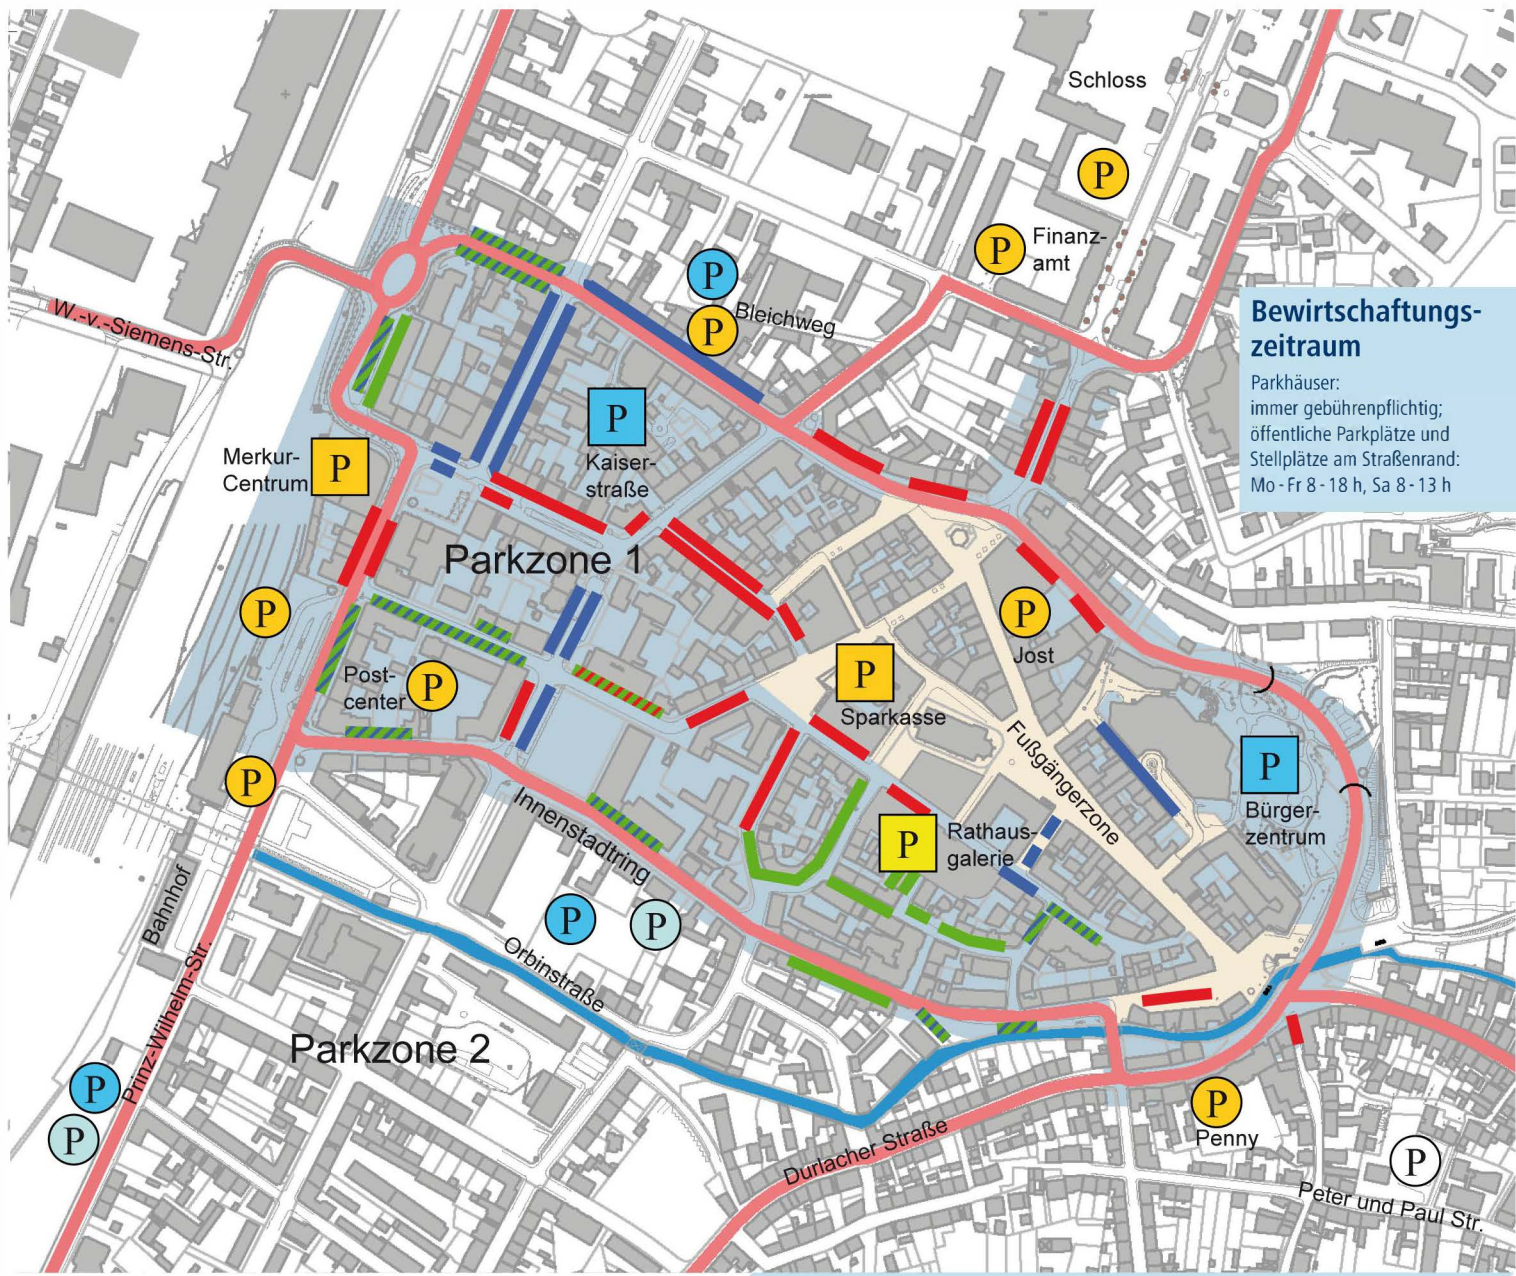 Schloss
P
P
Finanz-
amt
P
P
Bleichweg
W.-v.-Siemens-Str.
Bewirtschaftungs-
zeitraum
Parkhäuser:
immer gebührenpflichtig;
öffentliche Parkplätze und
Stellplätze am Straßenrand:
Mo - Fr 8 - 18 h, Sa 8 - 13 h
P
Kaiser-
straße
Merkur-
Centrum
P
Parkzone 1
P
P
Jost
Post-
center
P
P
Sparkasse
Fußgängerzone
P
P
Bürger-
zentrum
Innenstadtring
P
Rathaus-
galerie
Bahnhof
P
P
Orbinstraße
Prinz-Wilhelm-Str.
Parkzone 2
P
P
Durlacher Straße
P
Penny
P
Peter und Paul Str.